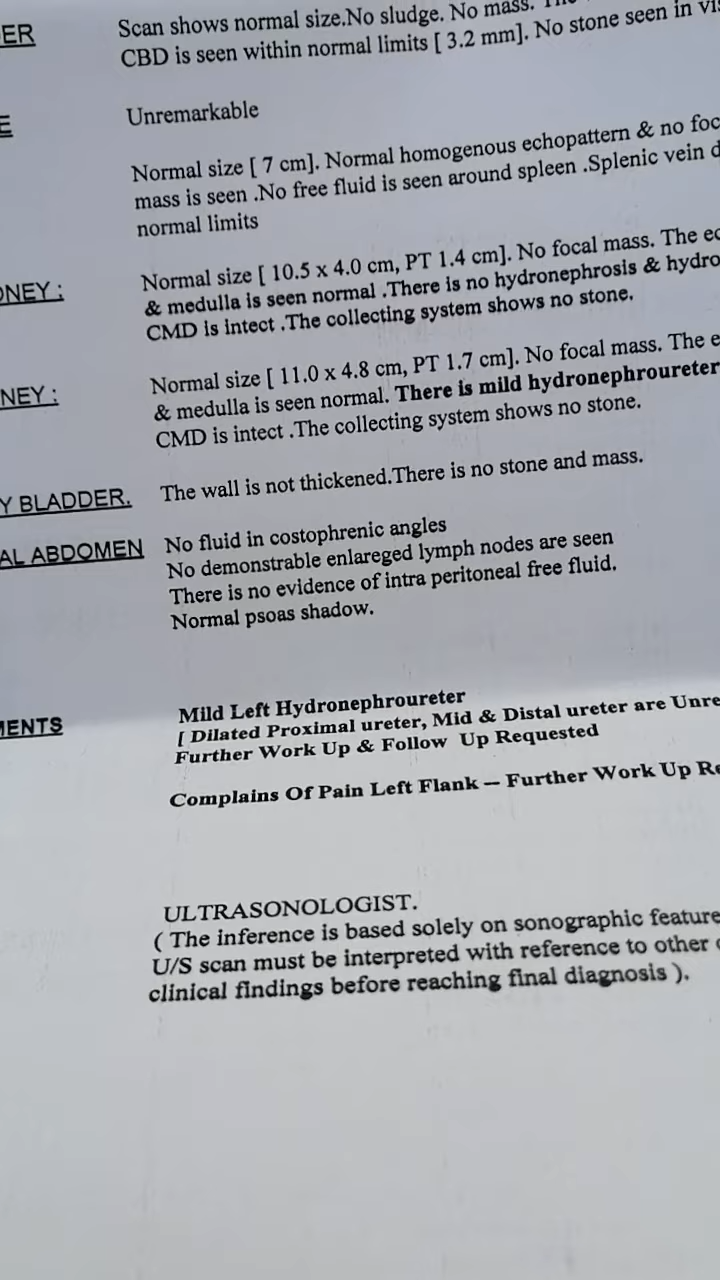 ER
Scan shows normal size.No sludge. No mass.
CBD is seen within normal limits [ 3.2 mm]. No stone seen in
E
Unremarkable
Normal size [ 7 cm]. Normal homogenous echopattern & no foc
mass is seen .No free fluid is seen around spleen .Splenic vein d
normal limits
ONEY :
Normal size [ 10.5 x 4.0 cm, PT 1.4 cm]. No focal mass. The ec
& medulla is seen normal .There is no hydronephrosis & hydro
CMD is intect .The collecting system shows no stone.
NEY :
Normal size [ 11.0 x 4.8 cm, PT 1.7 cm]. No focal mass. The e
& medulla is seen normal. There is mild hydronephroureter
CMD is intect .The collecting system shows no stone.
Y BLADDER.
The wall is not thickened.There is no stone and mass.
AL ABDOMEN
No fluid in costophrenic angles
No demonstrable enlareged lymph nodes are seen
There is no evidence of intra peritoneal free fluid.
Normal psoas shadow.
MENTS
Mild Left Hydronephroureter
[ Dilated Proximal ureter, Mid & Distal ureter are Unre
Further Work Up & Follow Up Requested
Complains Of Pain Left Flank – Further Work Up Re
ULTRASONOLOGIST.
( The inference is based solely on sonographic feature
U/S scan must be interpreted with reference to other
clinical findings before reaching final diagnosis ).